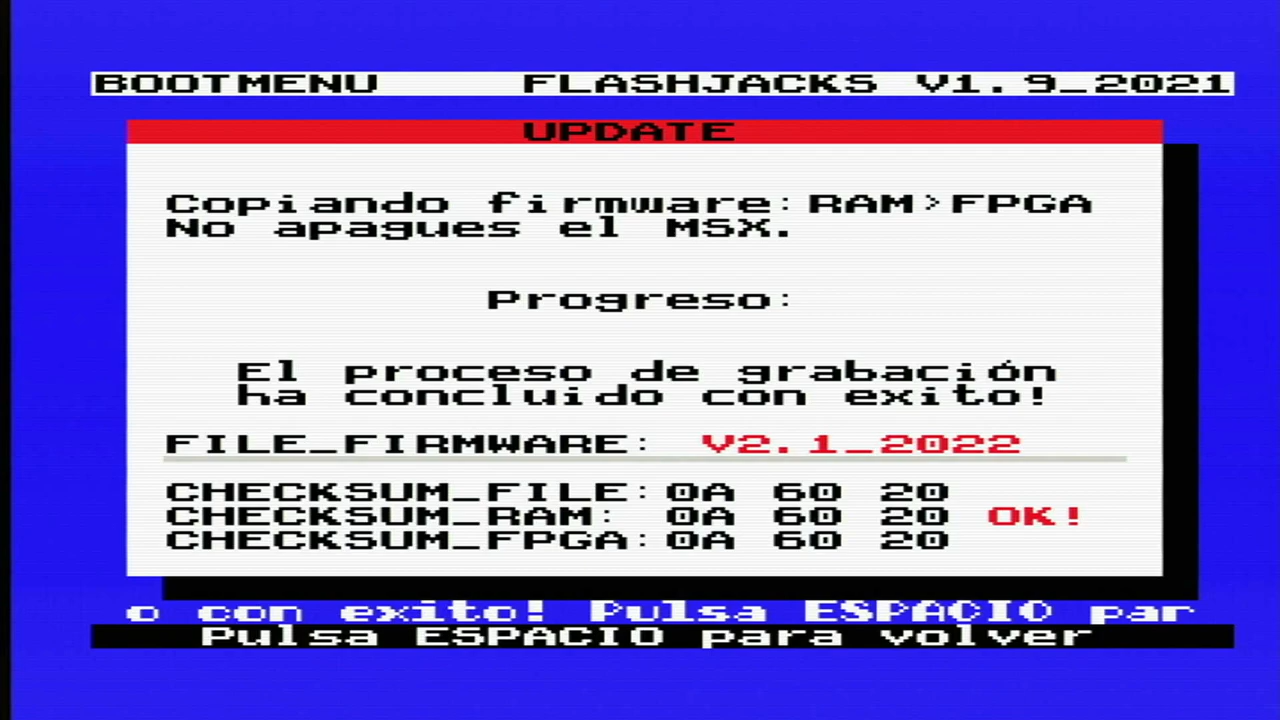 BOOTMENU FLASHJACKS V1.9_2021
UPDATE
Copiando firmware:RAM>FPGA
No apagues el MSX.
Progreso:
El proceso de grabación
ha concluido con exito!
FILE_FIRMWARE: V2.1_2022
CHECKSUM_FILE:0A 60 20
CHECKSUM_RAM: 0A 60 20 OK!
CHECKSUM_FPGA:0A 60 20
o con exito! Pulsa ESPACIO par
Pulsa ESPACIO para volver